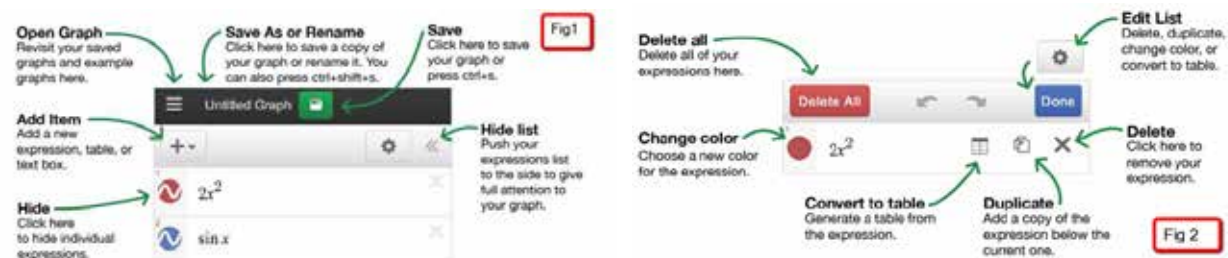 Open Graph
Revisit your saved
graphs and example
graphs here.
Save As or Rename
Click here to save a copy of
your graph or rename it. You
can also press ctrl+shift+s.
Save
Click here to save
your graph or
press ctrl+s.
Fig1
Untitled Graph
Add Item
Add a new
expression, table, or
text box.
Hide list
Push your
expressions list
to the side to give
full attention to
your graph.
Hide
Click here
to hide individual
expressions.
2x²
sin x
Delete all
Delete all of your
expressions here.
Edit List
Delete, duplicate,
change color, or
convert to table.
Delete All
Done
Change color
Choose a new color
for the expression.
2x²
Delete
Click here to
remove your
expression.
Convert to table
Generate a table from
the expression.
Duplicate
Add a copy of the
expression below the
current one.
Fig 2